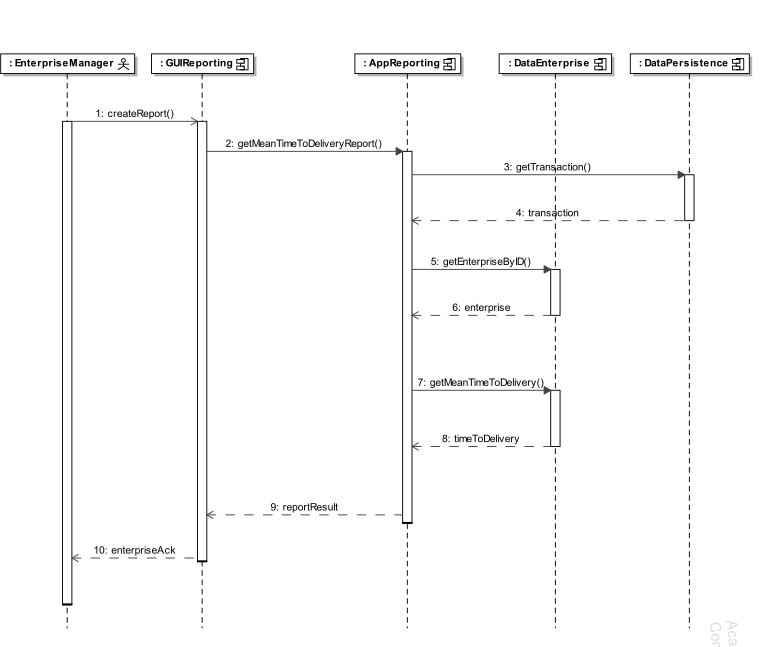 : EnterpriseManager
: GUIReporting
: AppReporting
: DataEnterprise
: DataPersistence
1: createReport()
2: getMeanTimeToDeliveryReport()
3: getTransaction()
4: transaction
5: getEnterpriseByID()
6: enterprise
7: getMeanTimeToDelivery()
8: timeToDelivery
9: reportResult
10: enterpriseAck
Aca
Cor